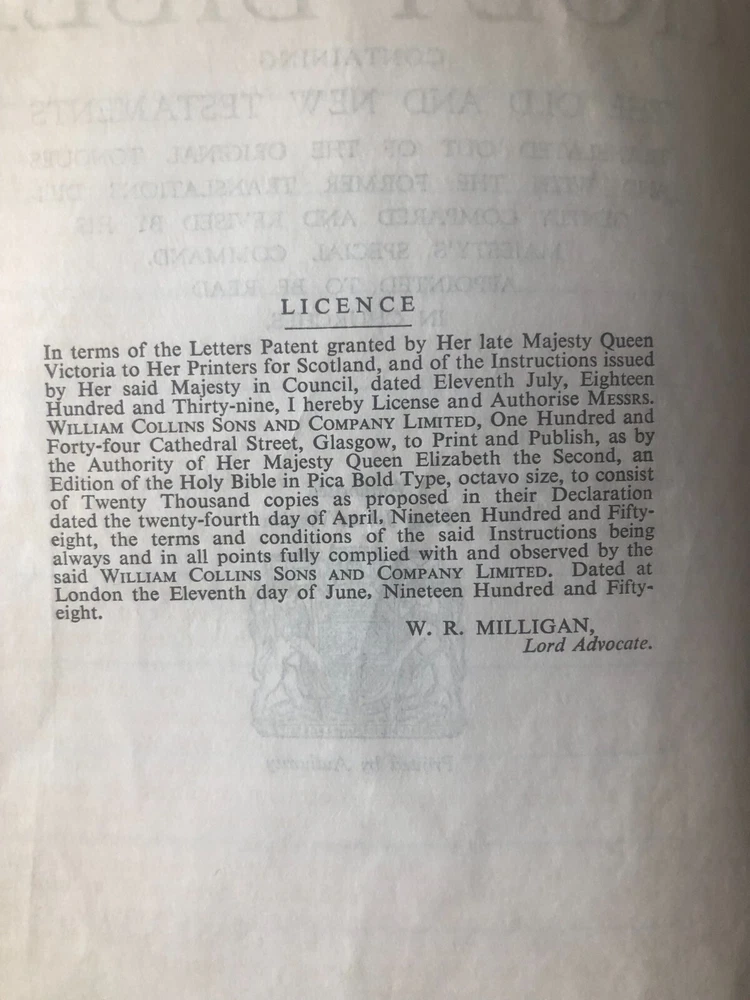 LICENCE
In terms of the Letters Patent granted by Her late Majesty Queen
Victoria to Her Printers for Scotland, and of the Instructions issued
by Her said Majesty in Council, dated Eleventh July, Eighteen
Hundred and Thirty-nine, I hereby License and Authorise MESSRS.
WILLIAM COLLINS SONS AND COMPANY LIMITED, One Hundred and
Forty-four Cathedral Street, Glasgow, to Print and Publish, as by
the Authority of Her Majesty Queen Elizabeth the Second, an
Edition of the Holy Bible in Pica Bold Type, octavo size, to consist
of Twenty Thousand copies as proposed in their Declaration
dated the twenty-fourth day of April, Nineteen Hundred and Fifty-
eight, the terms and conditions of the said Instructions being
always and in all points fully complied with and observed by the
said WILLIAM COLLINS SONS AND COMPANY LIMITED. Dated at
London the Eleventh day of June, Nineteen Hundred and Fifty-
eight.
W. R. MILLIGAN,
Lord Advocate.